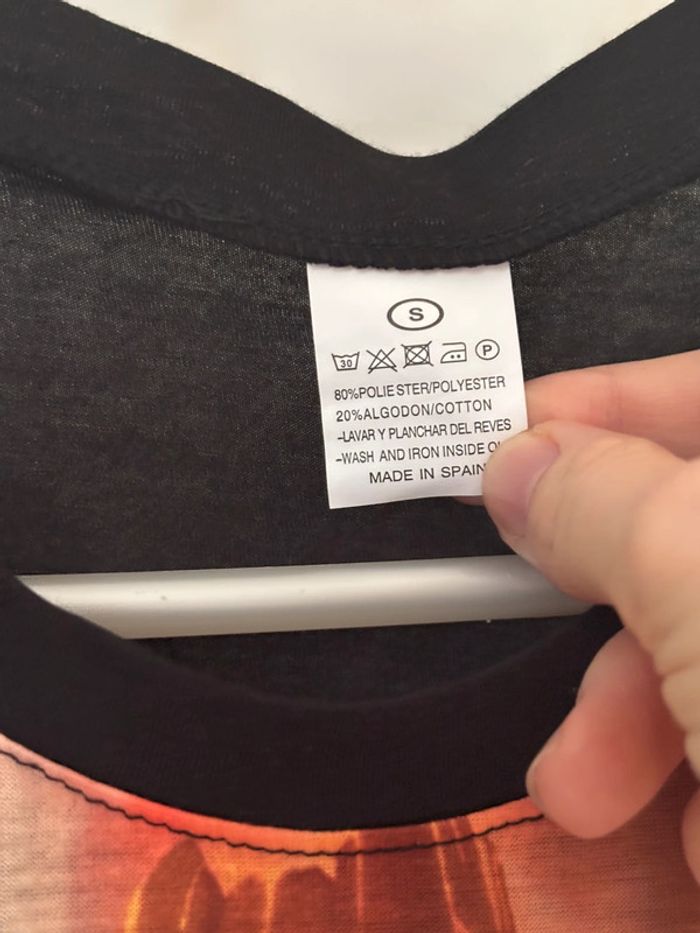 S
30 P
80%POLIESTER/POLYESTER
20%ALGODON/COTTON
-LAVAR Y PLANCHAR DEL REVES
-WASH AND IRON INSIDE
MADE IN SPAIN